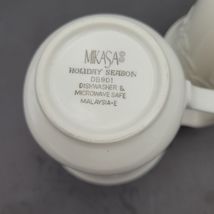 MIKASA®
HOLIDAY SEASON
DB901
DISHWASHER &
MICROWAVE SAFE
MALAYSIA-E